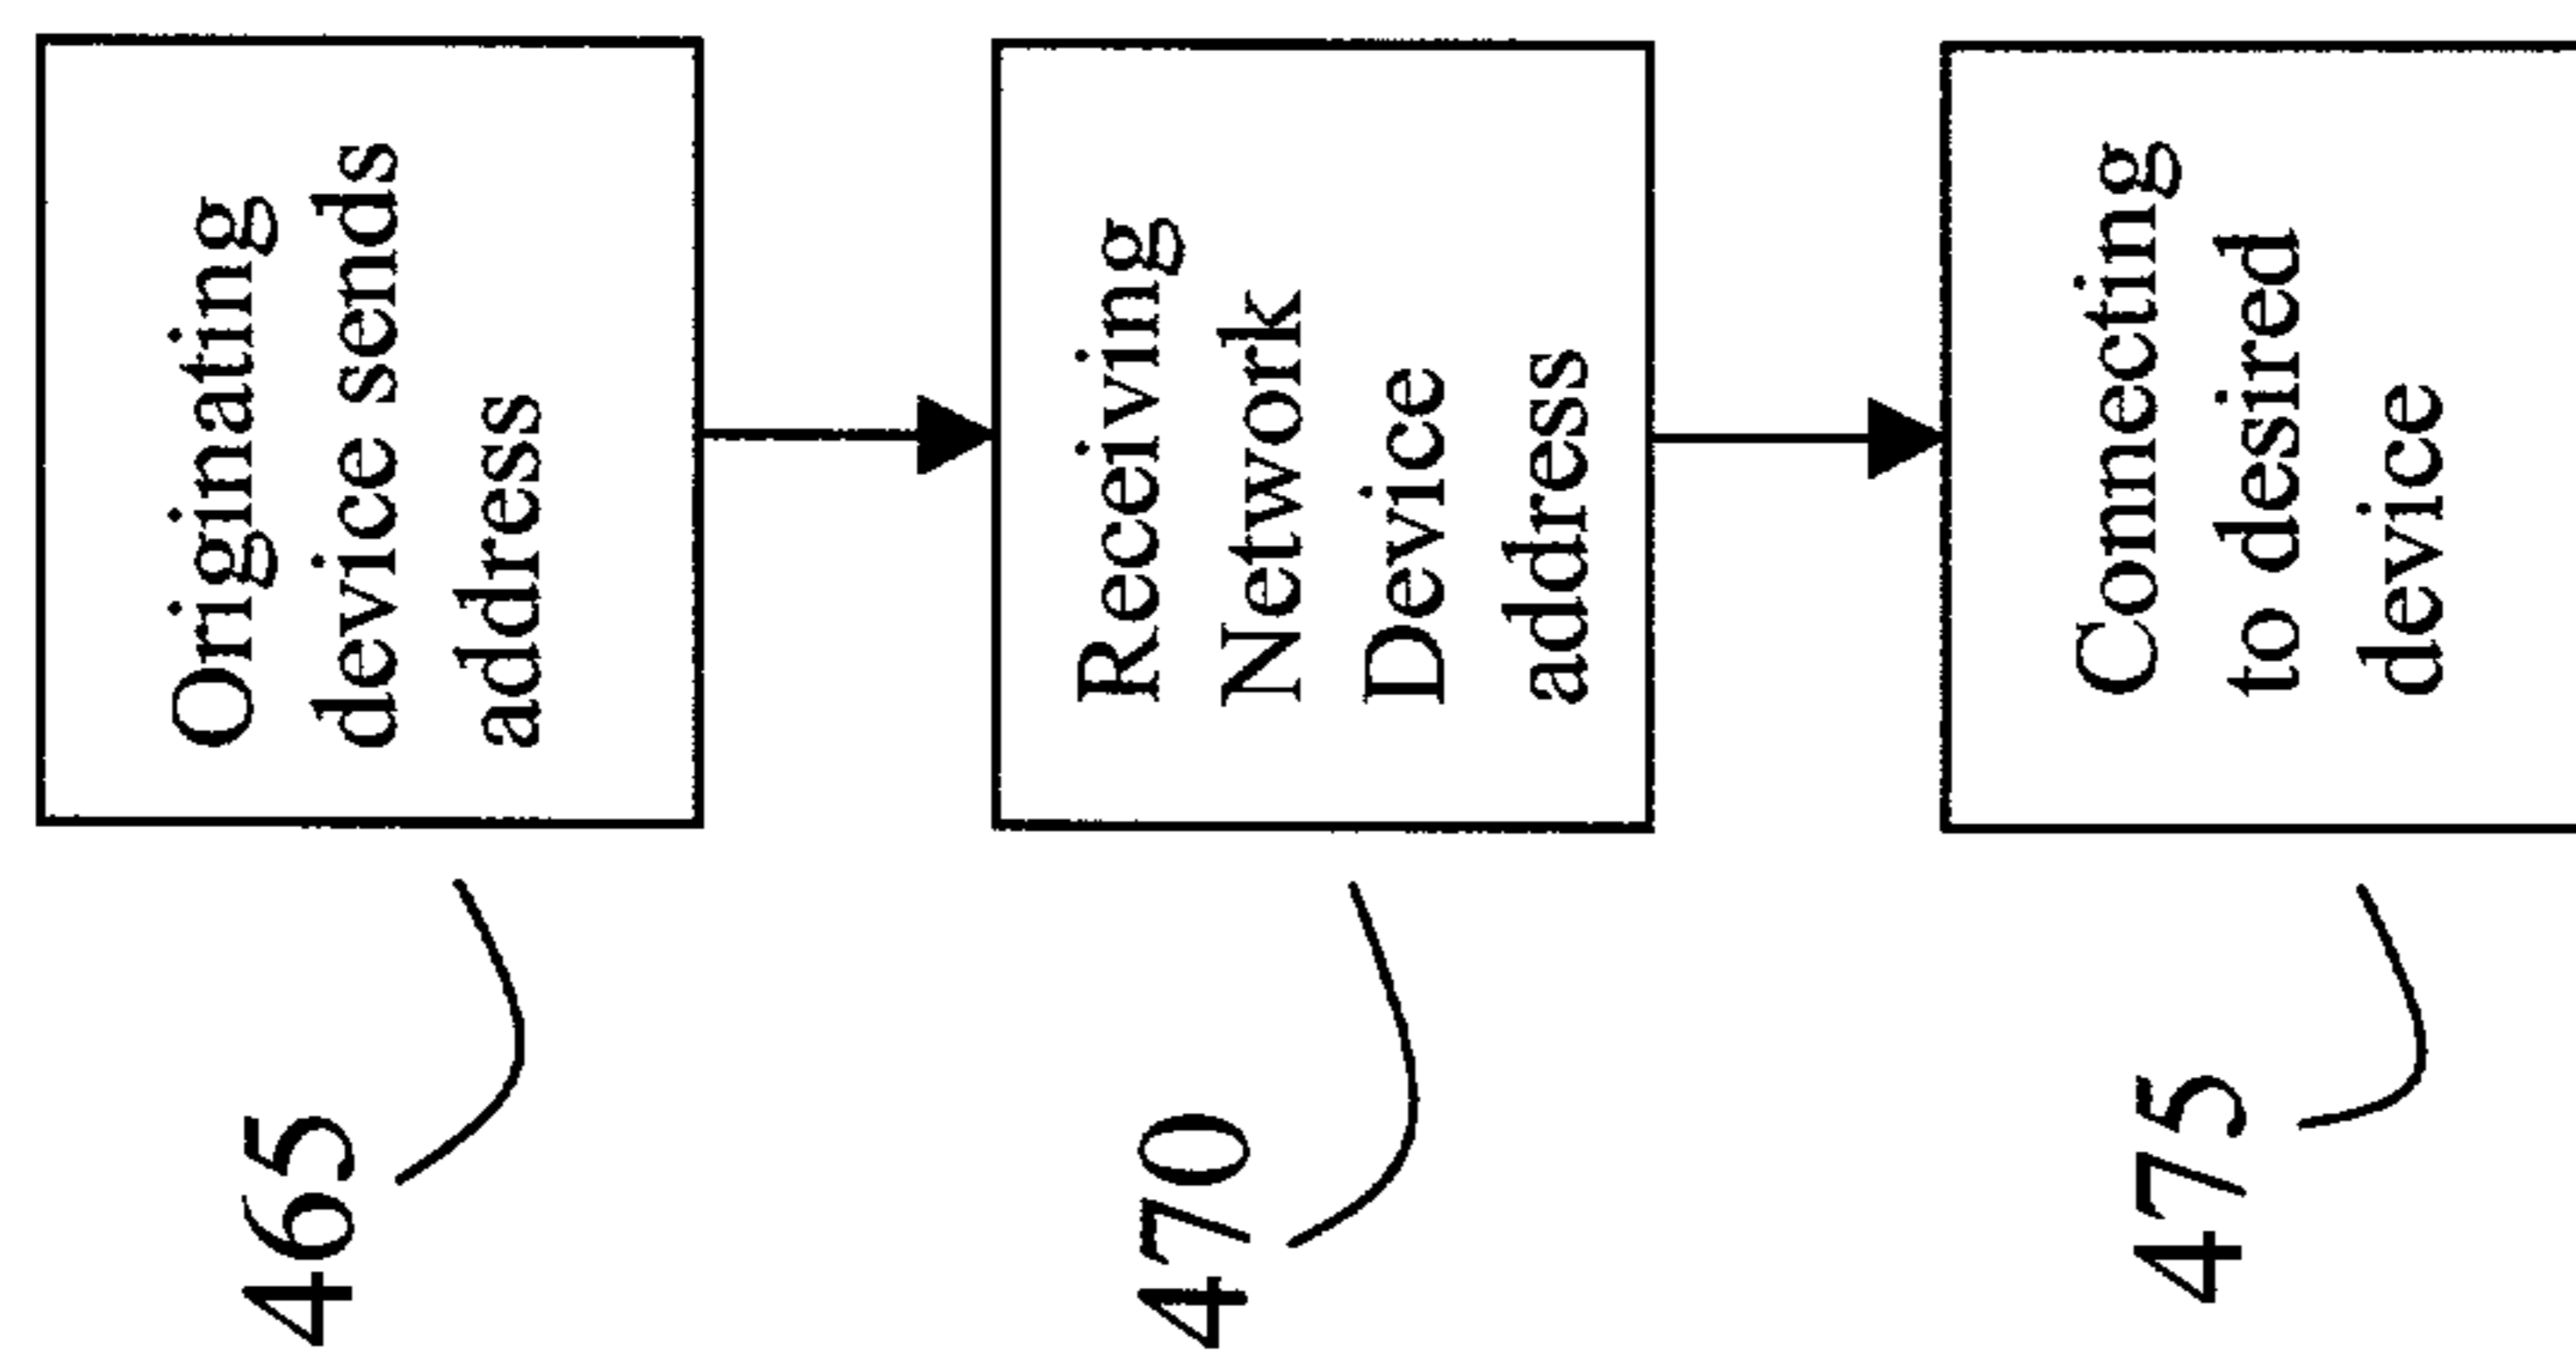 465
Originating
device sends
address
470
Receiving
Network
Device
address
475
Connecting
to desired
device